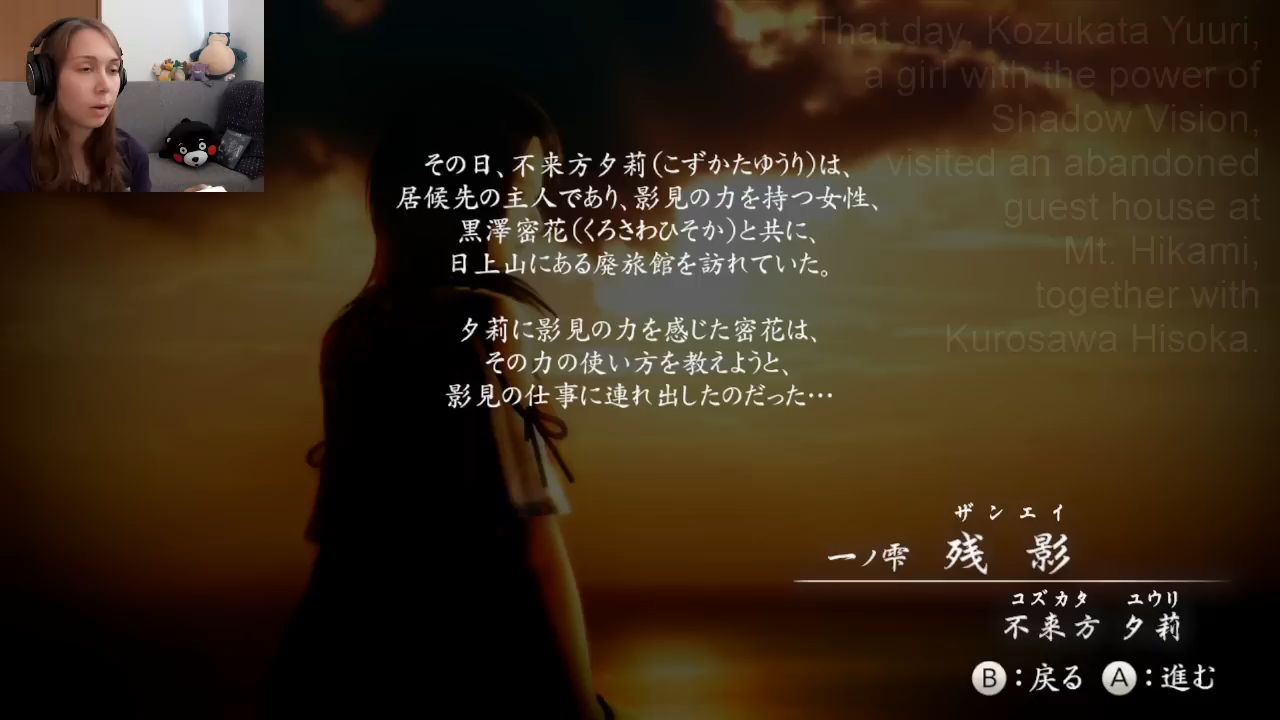 その日、不来方夕莉（こずかたゆうり）は、
居候先の主人であり、影見の力を持つ女性、
黒澤密花（くろさわひそか）と共に、
日上山にある廃旅館を訪れていた。
夕莉に影見の力を感じた密花は、
その力の使い方を教えようと、
影見の仕事に連れ出したのだった…
That day, Kozukata Yuuri,
a girl with the power of
Shadow Vision,
visited an abandoned
guest house at
Mt. Hikami,
together with
Kurosawa Hisoka.
ザンエイ
一ノ雫 残影
コズカタ ユウリ
不来方 夕莉
B：戻る A：進む